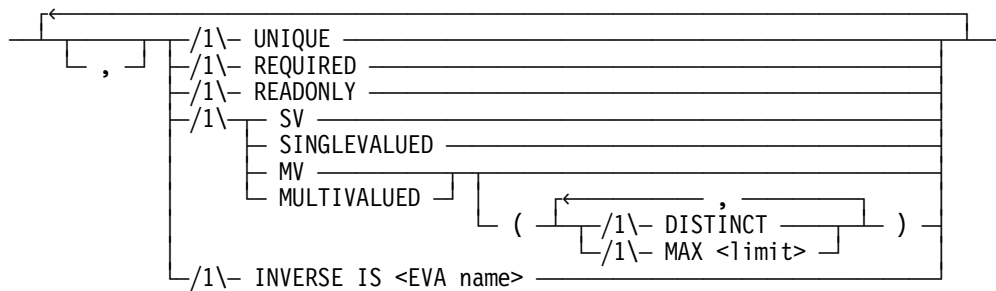 /1\ UNIQUE
, /1\ REQUIRED
/1\ READONLY
/1\ SV
SINGLEVALUED
MV
MULTIVALUED
,
( /1\ DISTINCT )
/1\ MAX <limit>
/1\ INVERSE IS <EVA name>